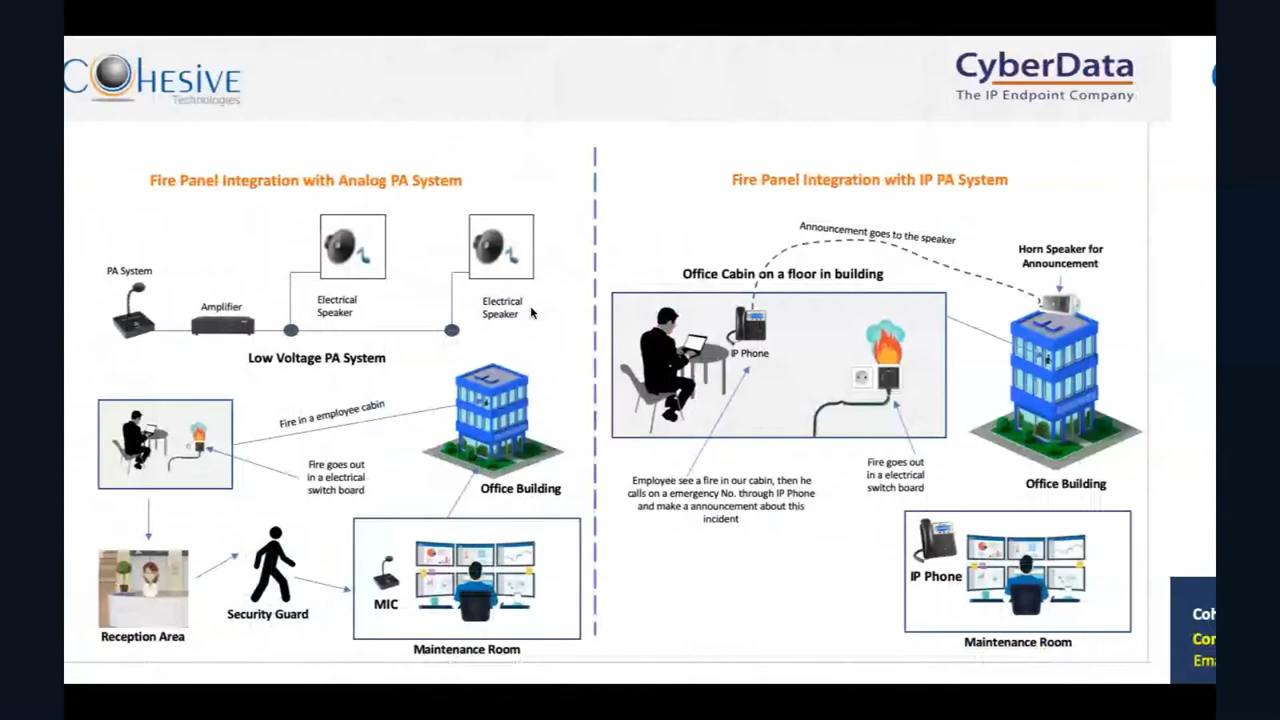 COHESIVE
Technologies
CyberData
The IP Endpoint Company
Fire Panel Integration with Analog PA System
PA System
Amplifier
Electrical
Speaker
Electrical
Speaker
Low Voltage PA System
Fire in a employee cabin
Fire goes out
in a electrical
switch board
Office Building
Reception Area
Security Guard
MIC
Maintenance Room
Fire Panel Integration with IP PA System
Announcement goes to the speaker
Horn Speaker for
Announcement
Office Cabin on a floor in building
IP Phone
Employee see a fire in our cabin, then he
calls on a emergency No. through IP Phone
and make a announcement about this
incident
Fire goes out
in a electrical
switch board
Office Building
IP Phone
Maintenance Room